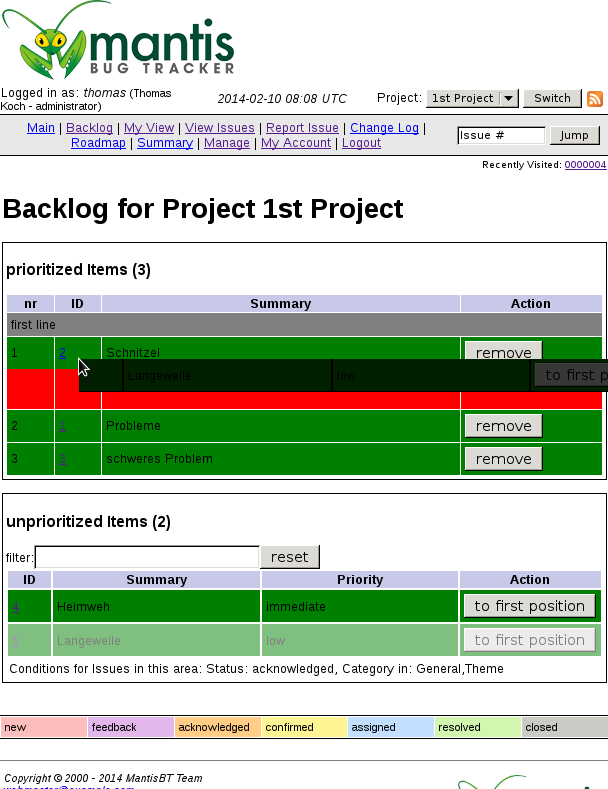 mantis
BUG TRACKER
Logged in as: thomas (Thomas Koch - administrator)
2014-02-10 08:08 UTC
Project: 1st Project Switch
Main | Backlog | My View | View Issues | Report Issue | Change Log |
Roadmap | Summary | Manage | My Account | Logout
Issue # Jump
Recently Visited: 0000004
Backlog for Project 1st Project
prioritized Items (3)
nr ID Summary Action
first line
1 2 Schnitzel remove
Langeweile low to first p
2 1 Probleme remove
3 3 schweres Problem remove
unprioritized Items (2)
filter: reset
ID Summary Priority Action
4 Heimweh immediate to first position
5 Langeweile low to first position
Conditions for Issues in this area: Status: acknowledged, Category in: General,Theme
new feedback acknowledged confirmed assigned resolved closed
Copyright © 2000 - 2014 MantisBT Team